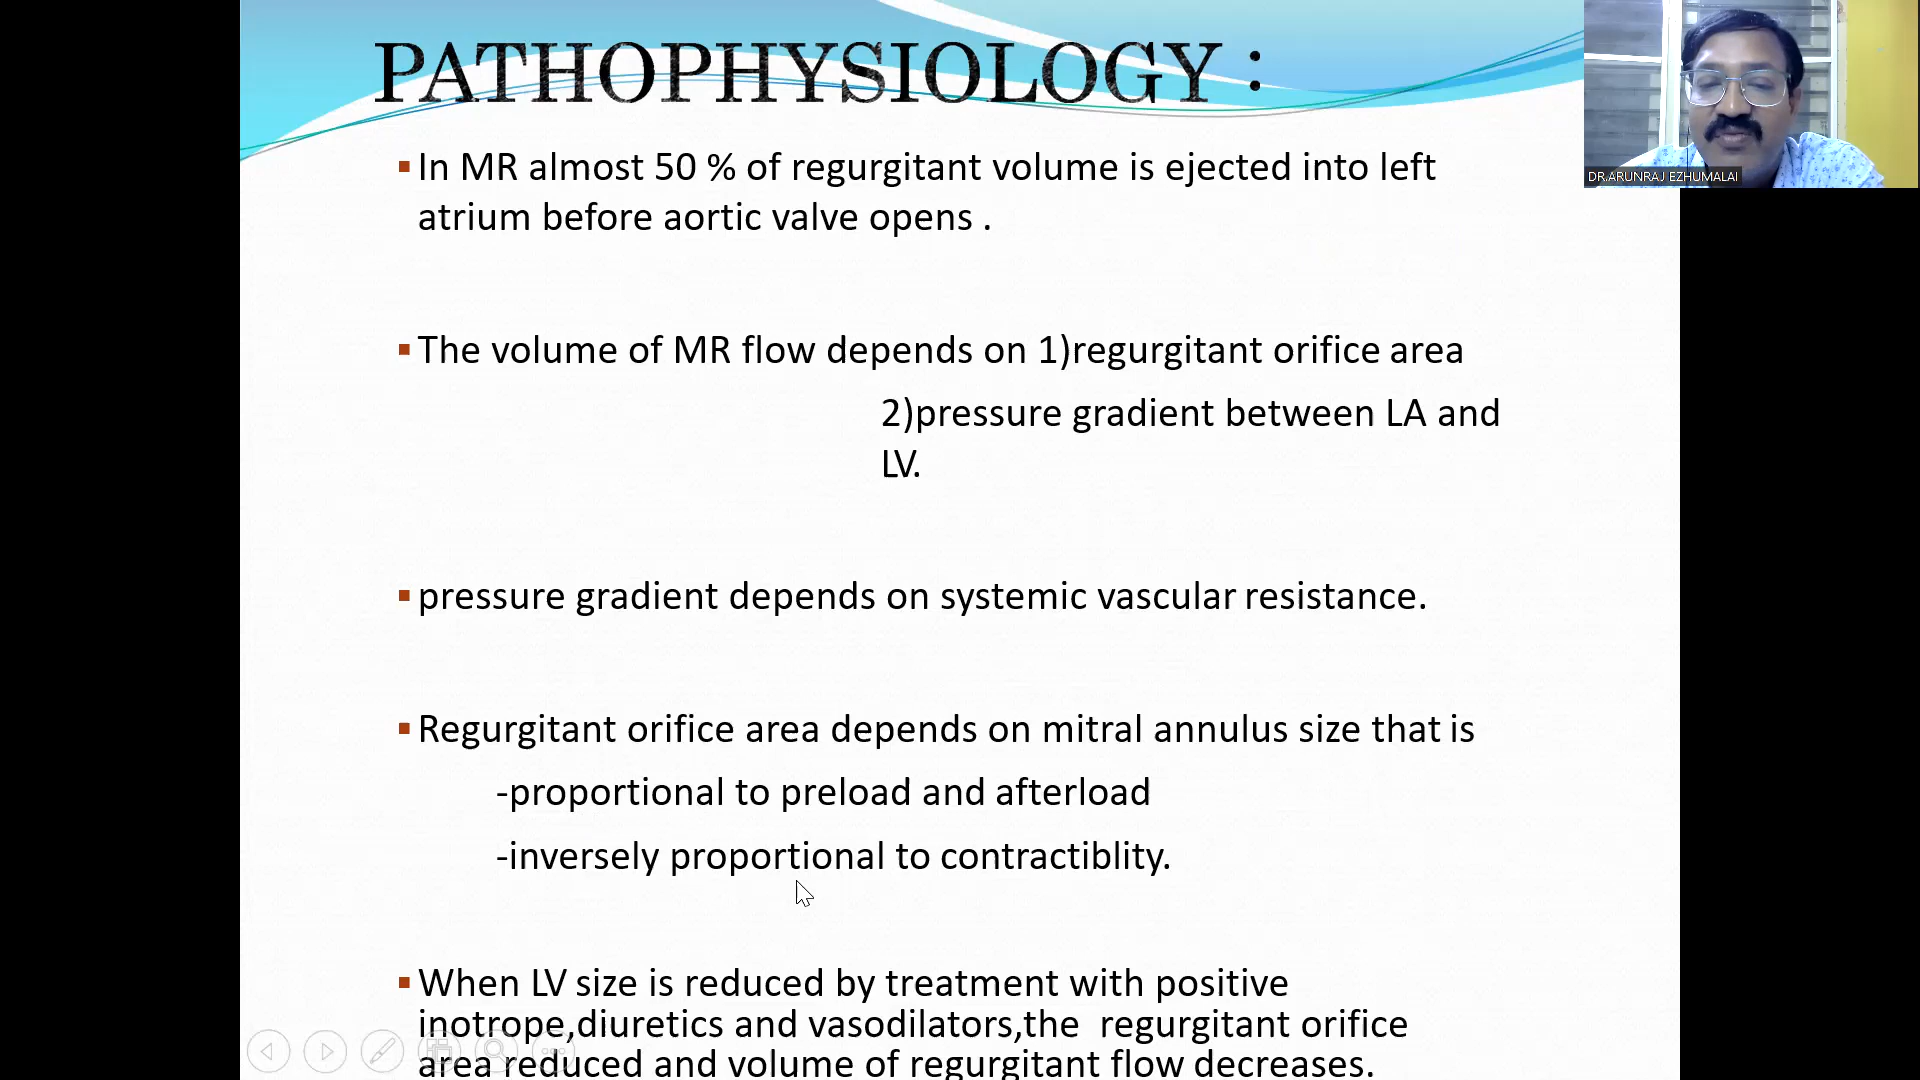 PATHOPHYSIOLOGY :
DR.ARUNRAJ EZHUMALAI
▪In MR almost 50 % of regurgitant volume is ejected into left
atrium before aortic valve opens .
▪The volume of MR flow depends on 1)regurgitant orifice area
2)pressure gradient between LA and
LV.
▪pressure gradient depends on systemic vascular resistance.
▪Regurgitant orifice area depends on mitral annulus size that is
-proportional to preload and afterload
-inversely proportional to contractiblity.
▪When LV size is reduced by treatment with positive
inotrope,diuretics and vasodilators,the regurgitant orifice
area reduced and volume of regurgitant flow decreases.